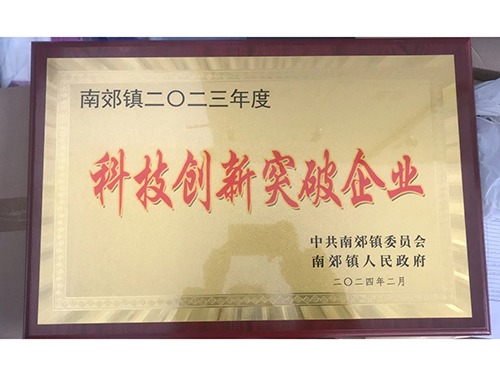 南郊镇二〇二三年度
科技创新突破企业
中共南郊镇委员会
南郊镇人民政府
二〇二四年二月